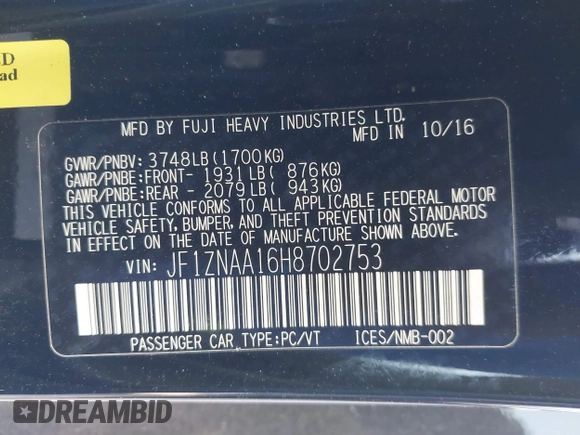 D
ad
MFD BY FUJI HEAVY INDUSTRIES LTD.
MFD IN 10/16
GVWR/PNBV: 3748LB(1700KG)
GAWR/PNBE:FRONT- 1931 LB( 876KG)
GAWR/PNBE:REAR - 2079LB( 943KG)
THIS VEHICLE CONFORMS TO ALL APPLICABLE FEDERAL MOTOR
VEHICLE SAFETY, BUMPER, AND THEFT PREVENTION STANDARDS
IN EFFECT ON THE DATE OF MANUFACTURE SHOWN ABOVE.
VIN: JF1ZNAA16H8702753
PASSENGER CAR, TYPE:PC/VT ICES/NMB-002
DREAMBID